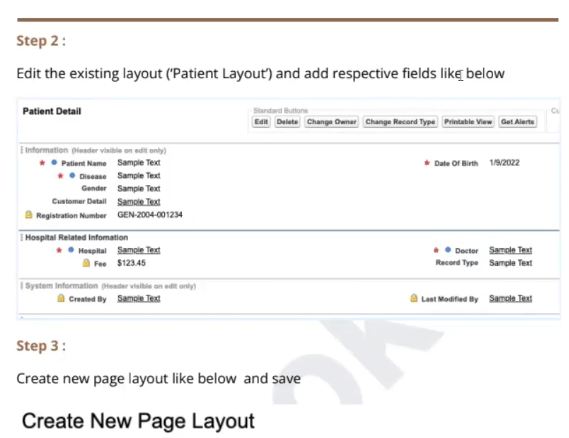 Step 2 :
Edit the existing layout ('Patient Layout') and add respective fields like below
Patient Detail
Standard Buttons
Edit Delete Change Owner Change Record Type Printable View Get Alerts
Cu
Information (Header visible on edit only)
Patient Name Sample Text Date Of Birth 1/9/2022
Disease Sample Text
Gender Sample Text
Customer Detail Sample Text
Registration Number GEN-2004-001234
Hospital Related Infomation
Hospital Sample Text Doctor Sample Text
Fee $123.45 Record Type Sample Text
System Information (Header visible on edit only)
Created By Sample Text Last Modified By Sample Text
Step 3 :
Create new page layout like below and save
Create New Page Layout